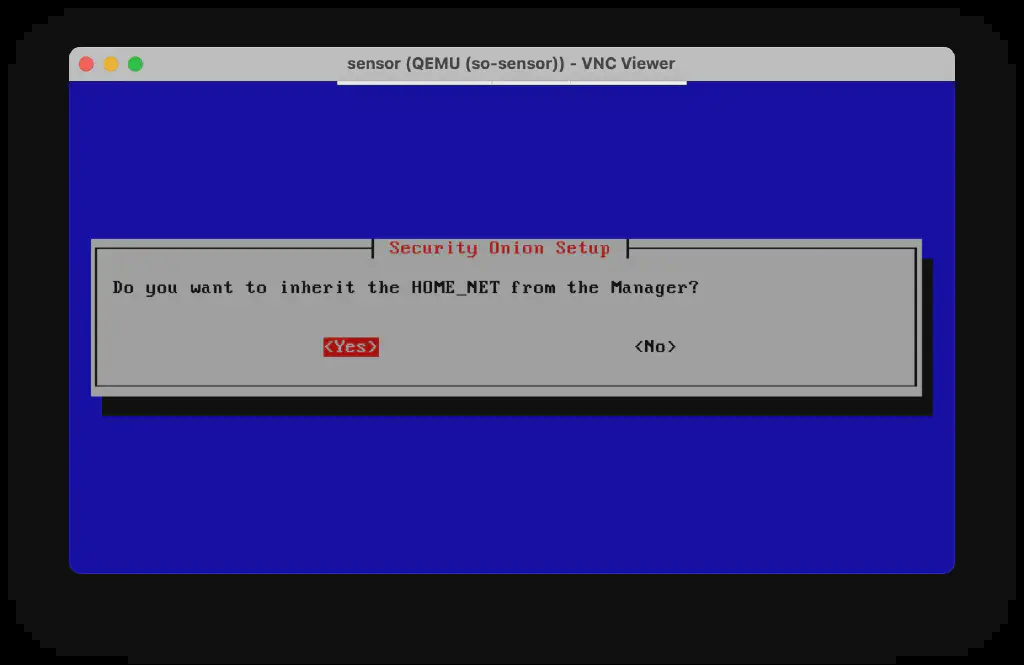 sensor (QEMU (so-sensor)) - VNC Viewer
Security Onion Setup
Do you want to inherit the HOME_NET from the Manager?
<Yes> <No>